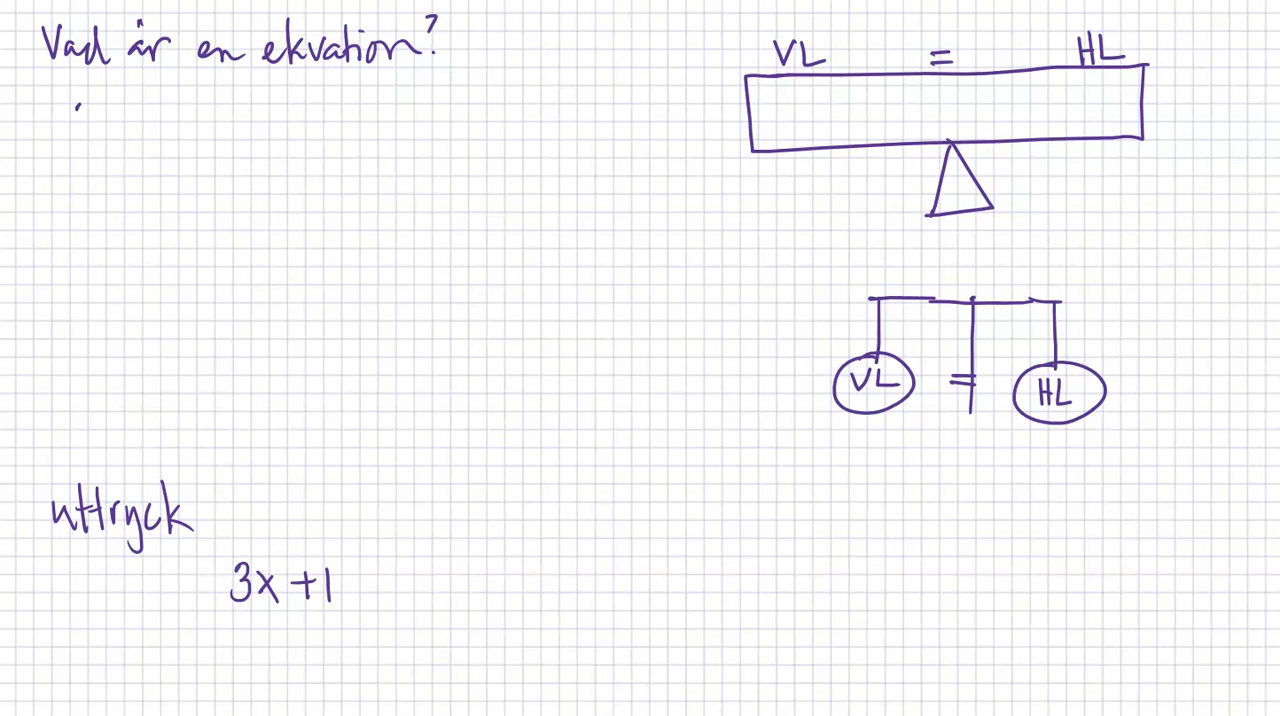 Vad är en ekvation?
VL = HL
VL = HL
uttryck
3x + 1